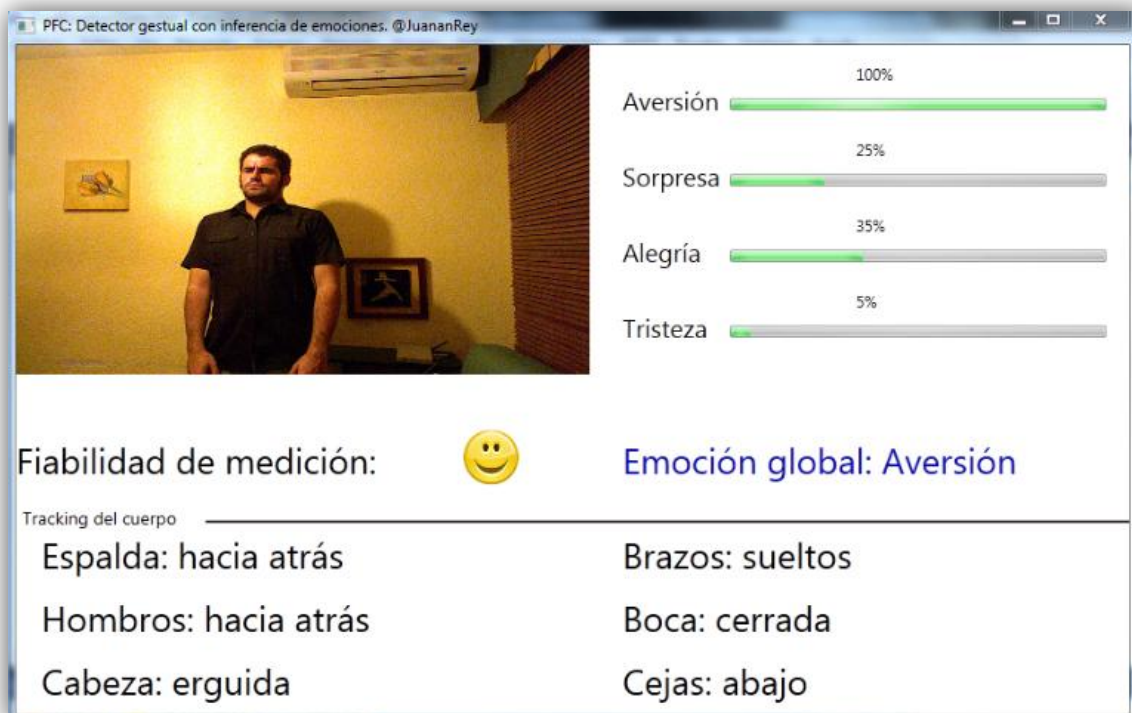 PFC: Detector gestual con inferencia de emociones. @JuananRey
100%
Aversión
25%
Sorpresa
35%
Alegría
5%
Tristeza
Fiabilidad de medición:
Emoción global: Aversión
Tracking del cuerpo
Espalda: hacia atrás
Brazos: sueltos
Hombros: hacia atrás
Boca: cerrada
Cabeza: erguida
Cejas: abajo